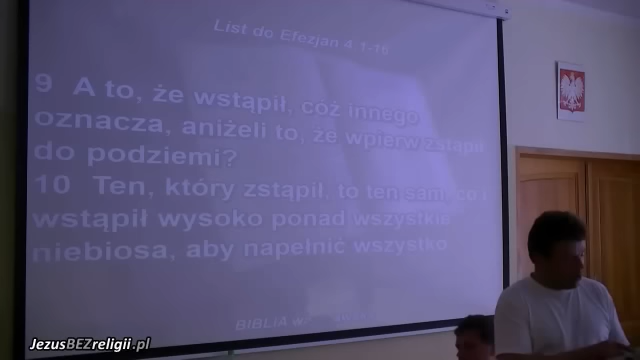 List do Efezjan 4,1-16
9 A to, że wstąpił, cóż innego
oznacza, aniżeli to, że wpierw zstąpił
do podziemi?
10 Ten, który zstąpił, to ten sam, co i
wstąpił wysoko ponad wszystkie
niebiosa, aby napełnić wszystko
BIBLIA
JezusBEZreligii.pl